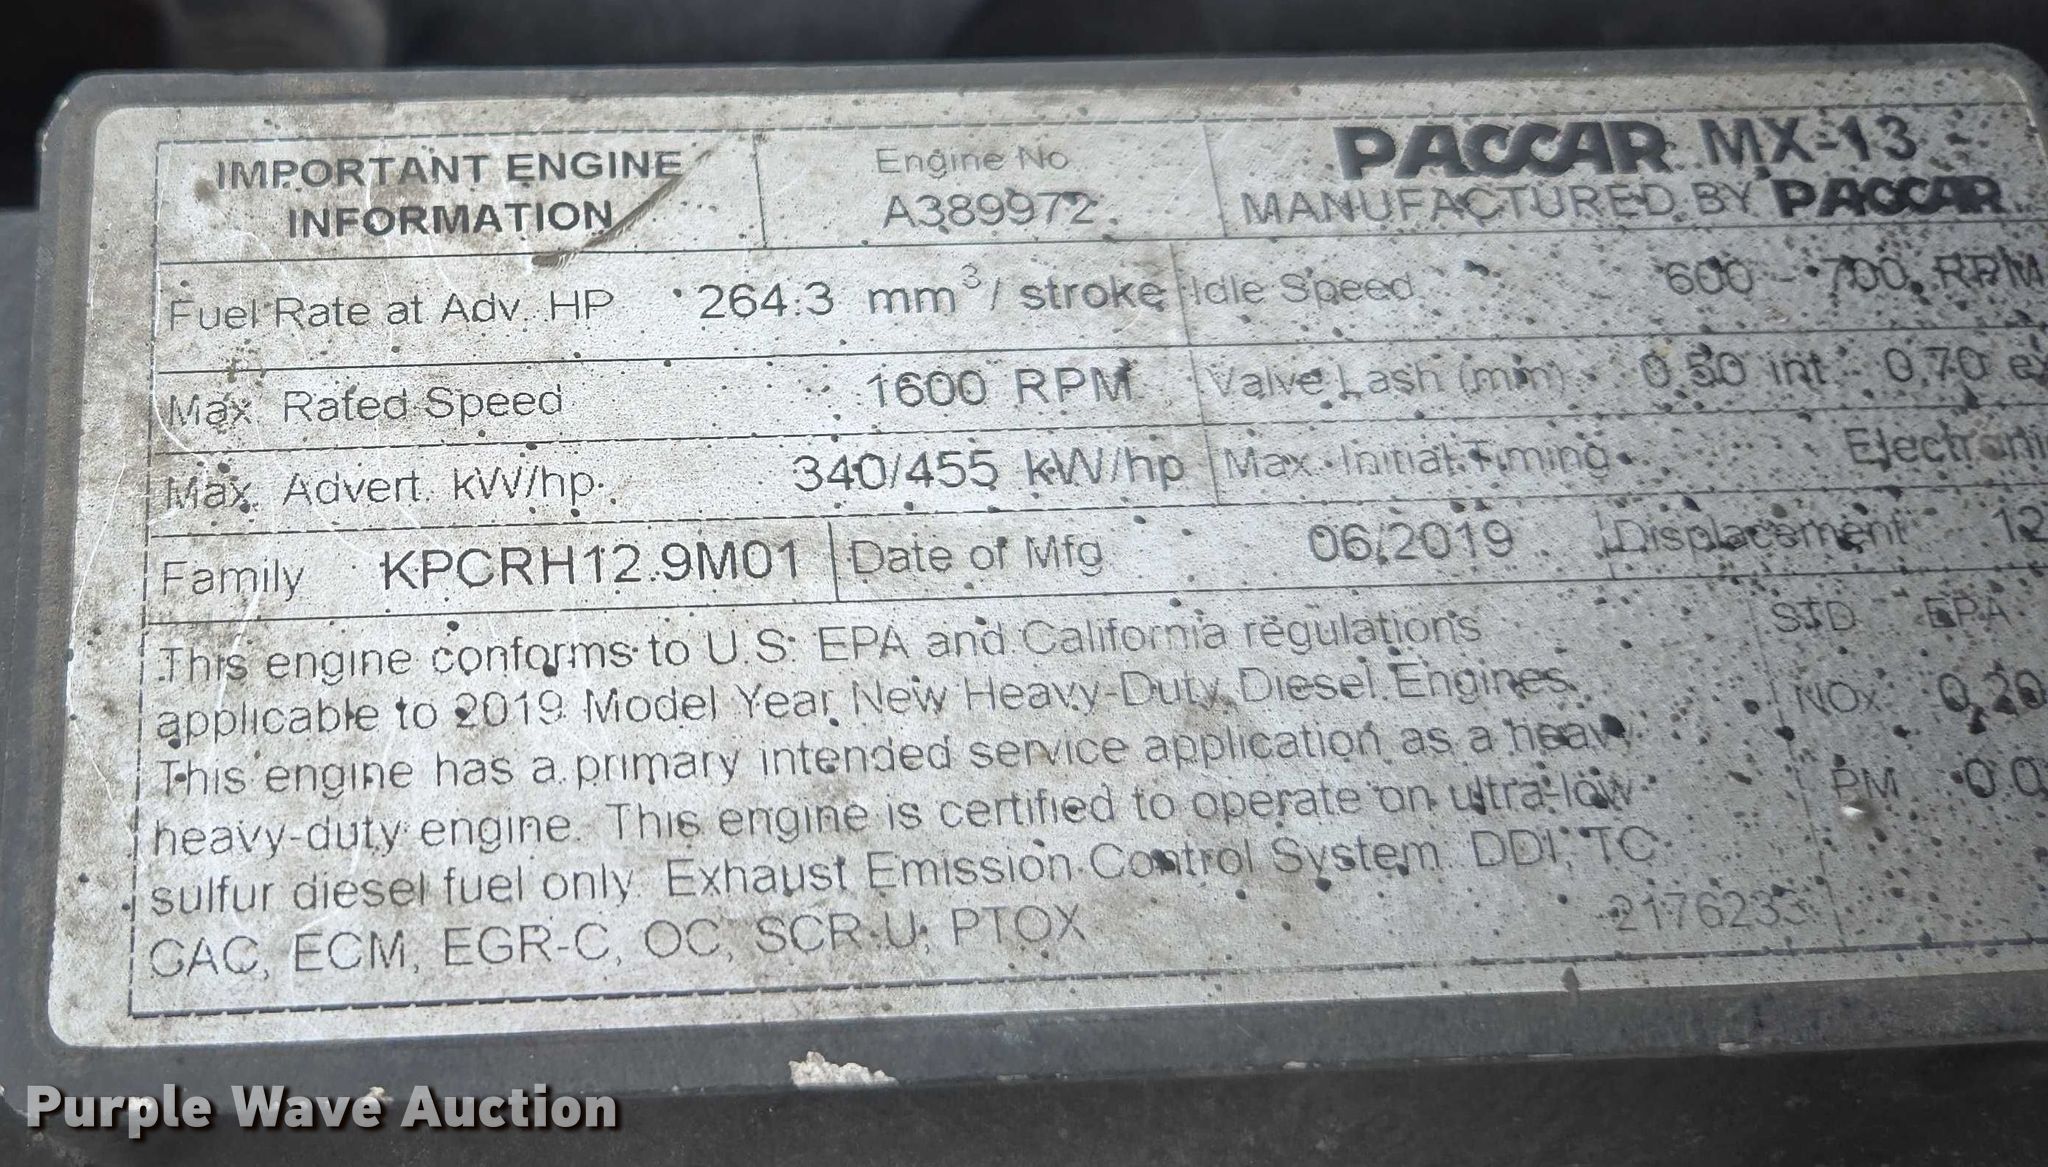 IMPORTANT ENGINE
INFORMATION
Engine No
A389972
PACCAR MX-13
MANUFACTURED BY PACCAR
Fuel Rate at Adv. HP 264.3 mm³/ stroke Idle Speed 600 - 700 RPM
Max. Rated Speed 1600 RPM Valve Lash (mm) 0.50 int 0.70
Max. Advert. kW/hp 340/455 kW/hp Max. Initial Timing
Family KPCRH12.9M01 Date of Mfg 06/2019 Displacement
This engine conforms to U.S. EPA and California regulations
applicable to 2019 Model Year New Heavy-Duty Diesel Engines.
This engine has a primary intended service application as a heavy
heavy-duty engine. This engine is certified to operate on ultra-low
sulfur diesel fuel only. Exhaust Emission Control System: DDI, TC,
CAC, ECM, EGR-C, OC, SCR-U, PTOX
STD EPA
NOx 0.20
PM
2176233
Purple Wave Auction